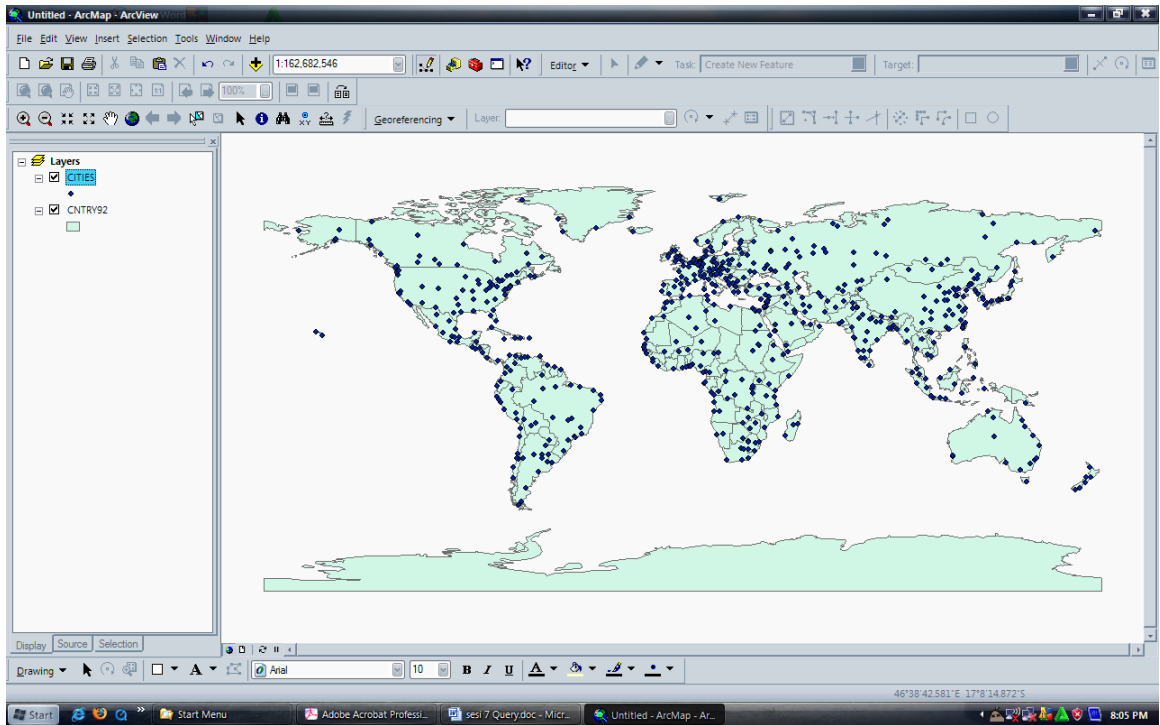 Untitled - ArcMap - ArcView
File Edit View Insert Selection Tools Window Help
1:162,682,546 Editor Task: Create New Feature Target:
100%
Georeferencing Layer:
Layers
CITIES
CNTRY92
Display Source Selection
Drawing A Arial 10 B I U A
46°38'42.581"E 17°8'14.872"S
Start » Start Menu Adobe Acrobat Professi... sesi 7 Query.doc - Micr... Untitled - ArcMap - Ar... 8:05 PM